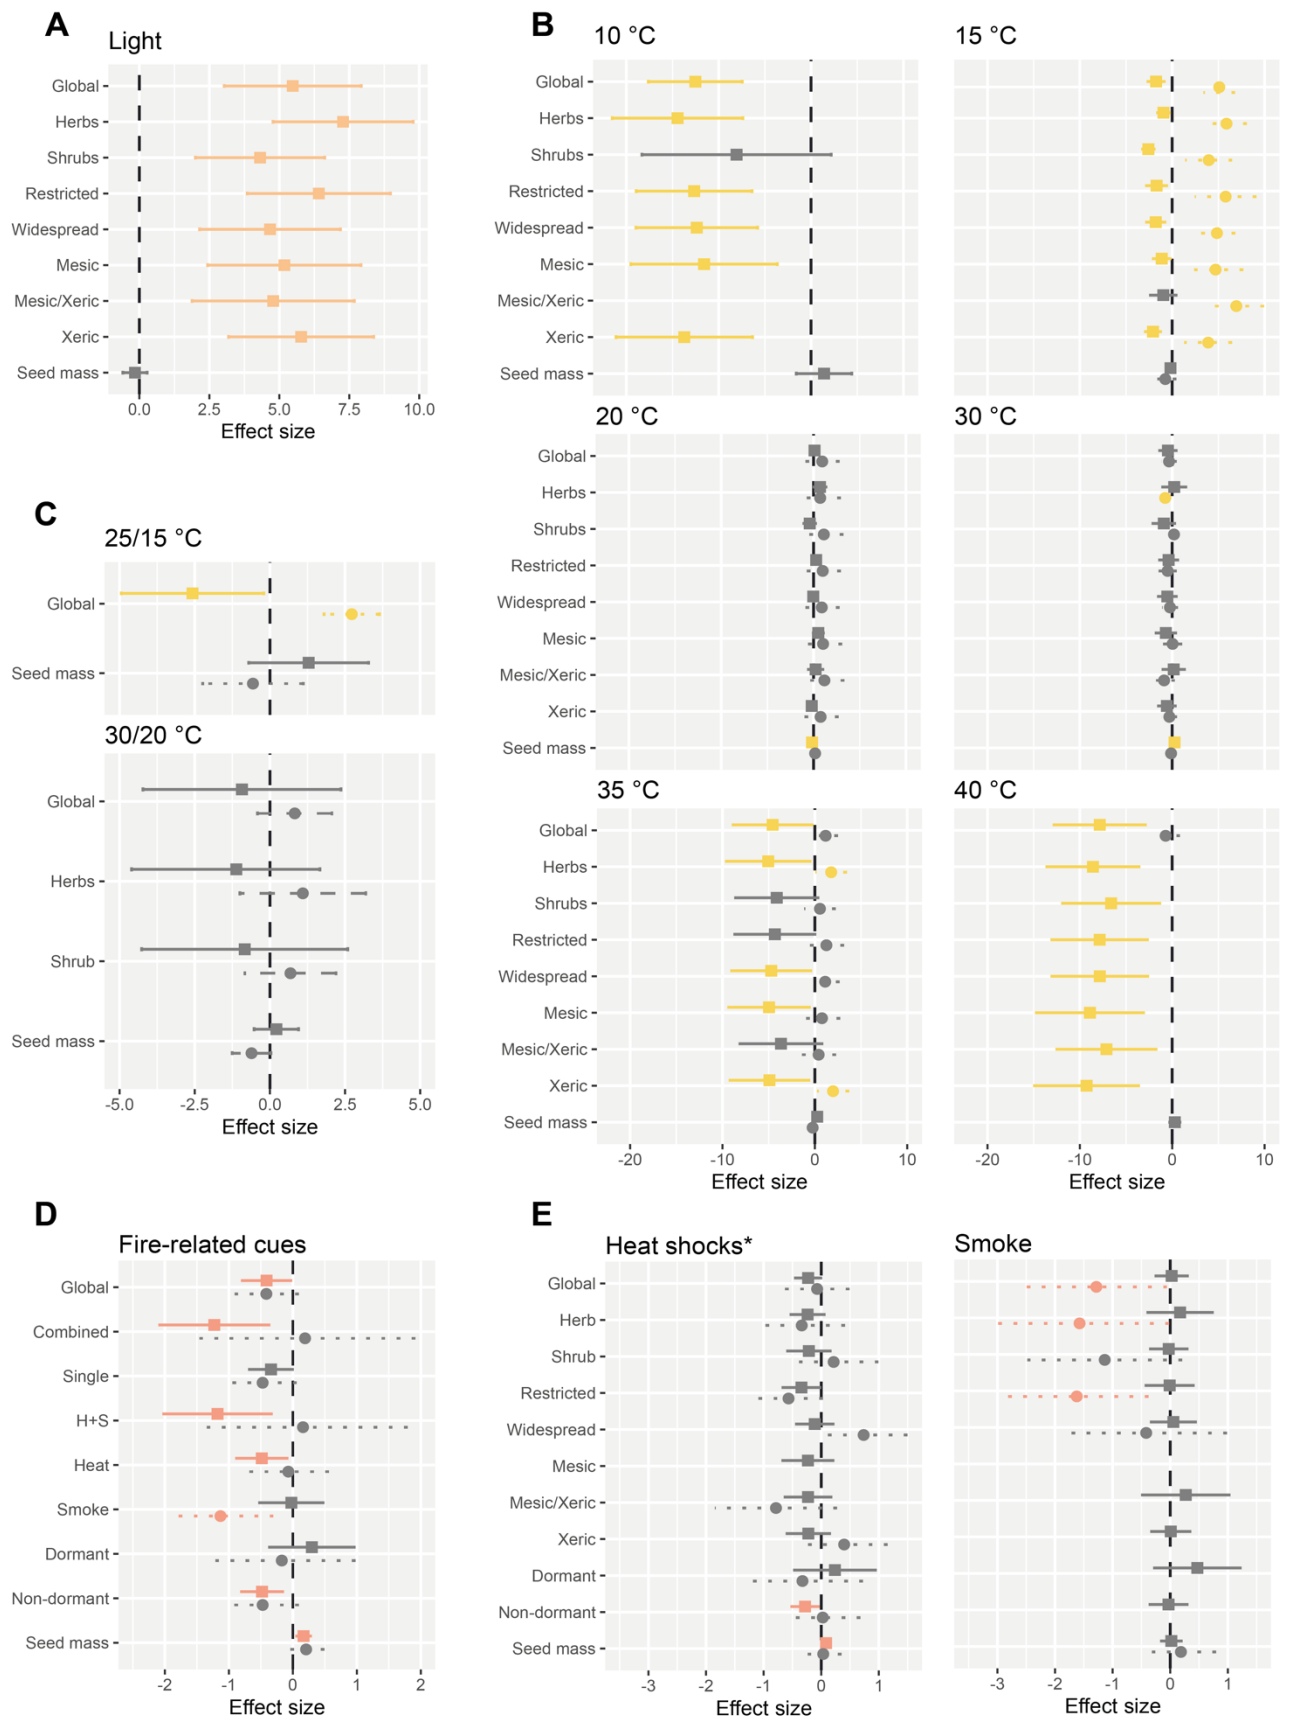 A
Light
Global
Herbs
Shrubs
Restricted
Widespread
Mesic
Mesic/Xeric
Xeric
Seed mass
0.0 2.5 5.0 7.5 10.0
Effect size
B
10 °C 15 °C
Global
Herbs
Shrubs
Restricted
Widespread
Mesic
Mesic/Xeric
Xeric
Seed mass
20 °C 30 °C
Global
Herbs
Shrubs
Restricted
Widespread
Mesic
Mesic/Xeric
Xeric
Seed mass
35 °C 40 °C
Global
Herbs
Shrubs
Restricted
Widespread
Mesic
Mesic/Xeric
Xeric
Seed mass
-20 -10 0 10 -20 -10 0 10
Effect size Effect size
C
25/15 °C
Global
Seed mass
30/20 °C
Global
Herbs
Shrub
Seed mass
-5.0 -2.5 0.0 2.5 5.0
Effect size
D
Fire-related cues
Global
Combined
Single
H+S
Heat
Smoke
Dormant
Non-dormant
Seed mass
-2 -1 0 1 2
Effect size
E
Heat shocks* Smoke
Global
Herb
Shrub
Restricted
Widespread
Mesic
Mesic/Xeric
Xeric
Dormant
Non-dormant
Seed mass
-3 -2 -1 0 1 -3 -2 -1 0 1
Effect size Effect size